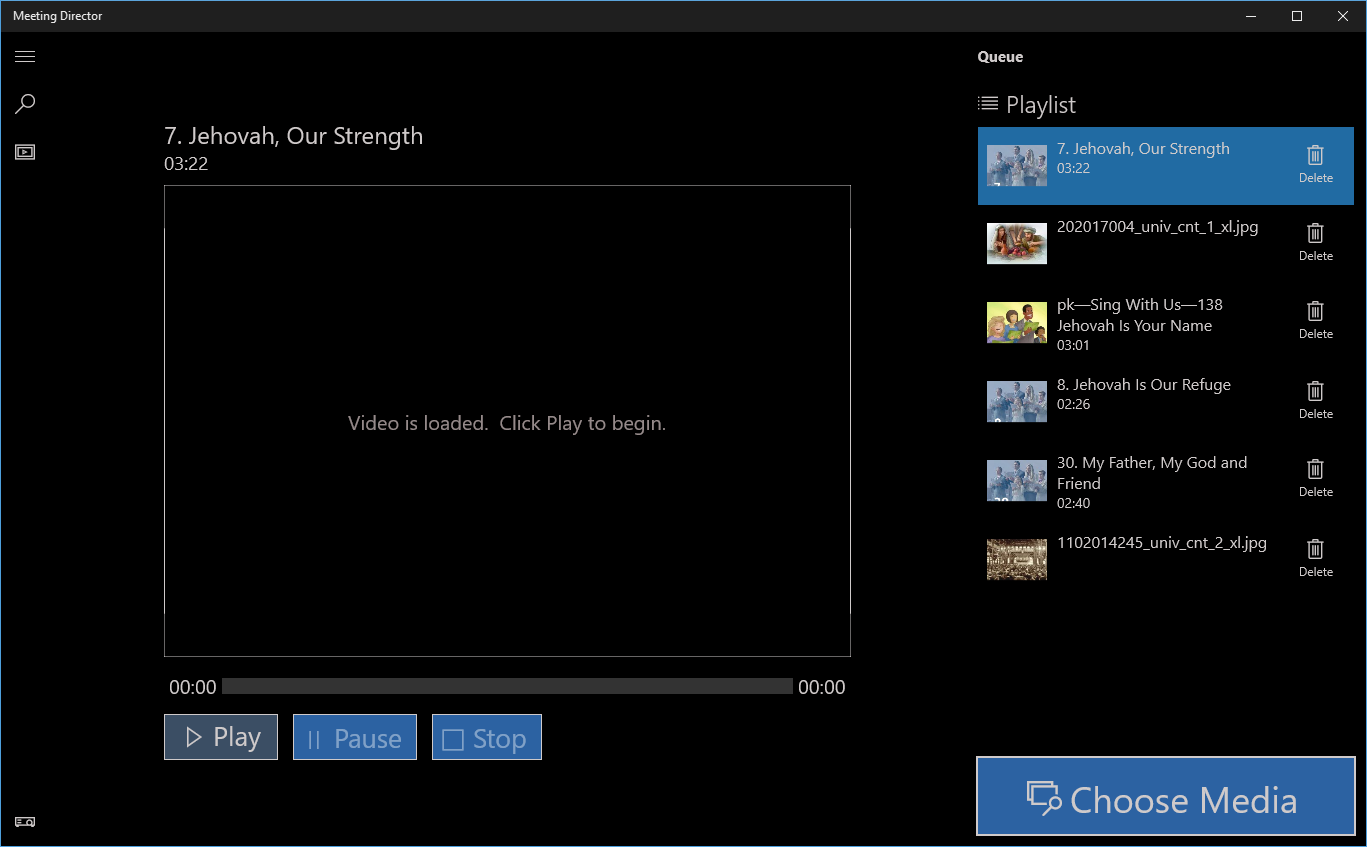 Meeting Director
Queue
Playlist
7. Jehovah, Our Strength
03:22
Video is loaded.  Click Play to begin.
00:00
00:00
Play
Pause
Stop
7. Jehovah, Our Strength
03:22
Delete
202017004_univ_cnt_1_xl.jpg
Delete
pk—Sing With Us—138
Jehovah Is Your Name
03:01
Delete
8. Jehovah Is Our Refuge
02:26
Delete
30. My Father, My God and
Friend
02:40
Delete
1102014245_univ_cnt_2_xl.jpg
Delete
Choose Media